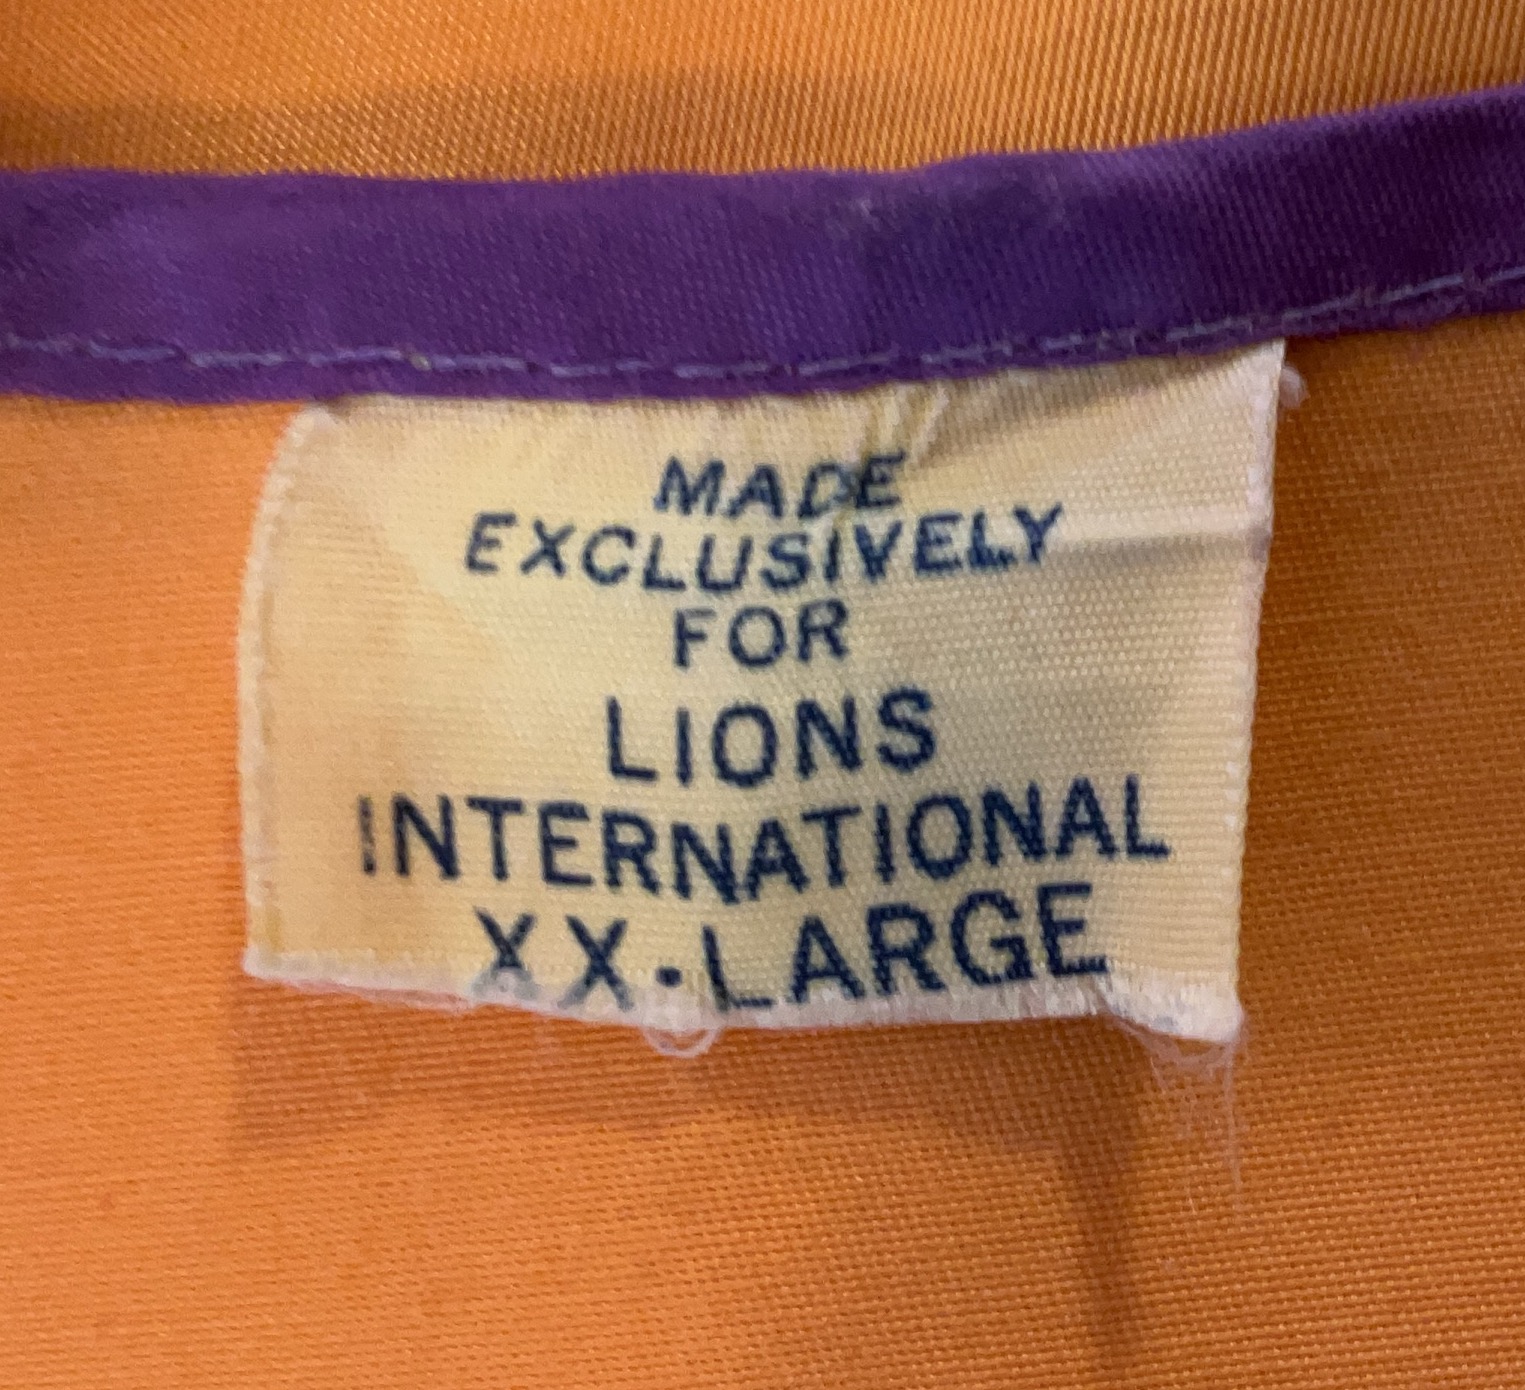 MADE
EXCLUSIVELY
FOR
LIONS
INTERNATIONAL
XX-LARGE